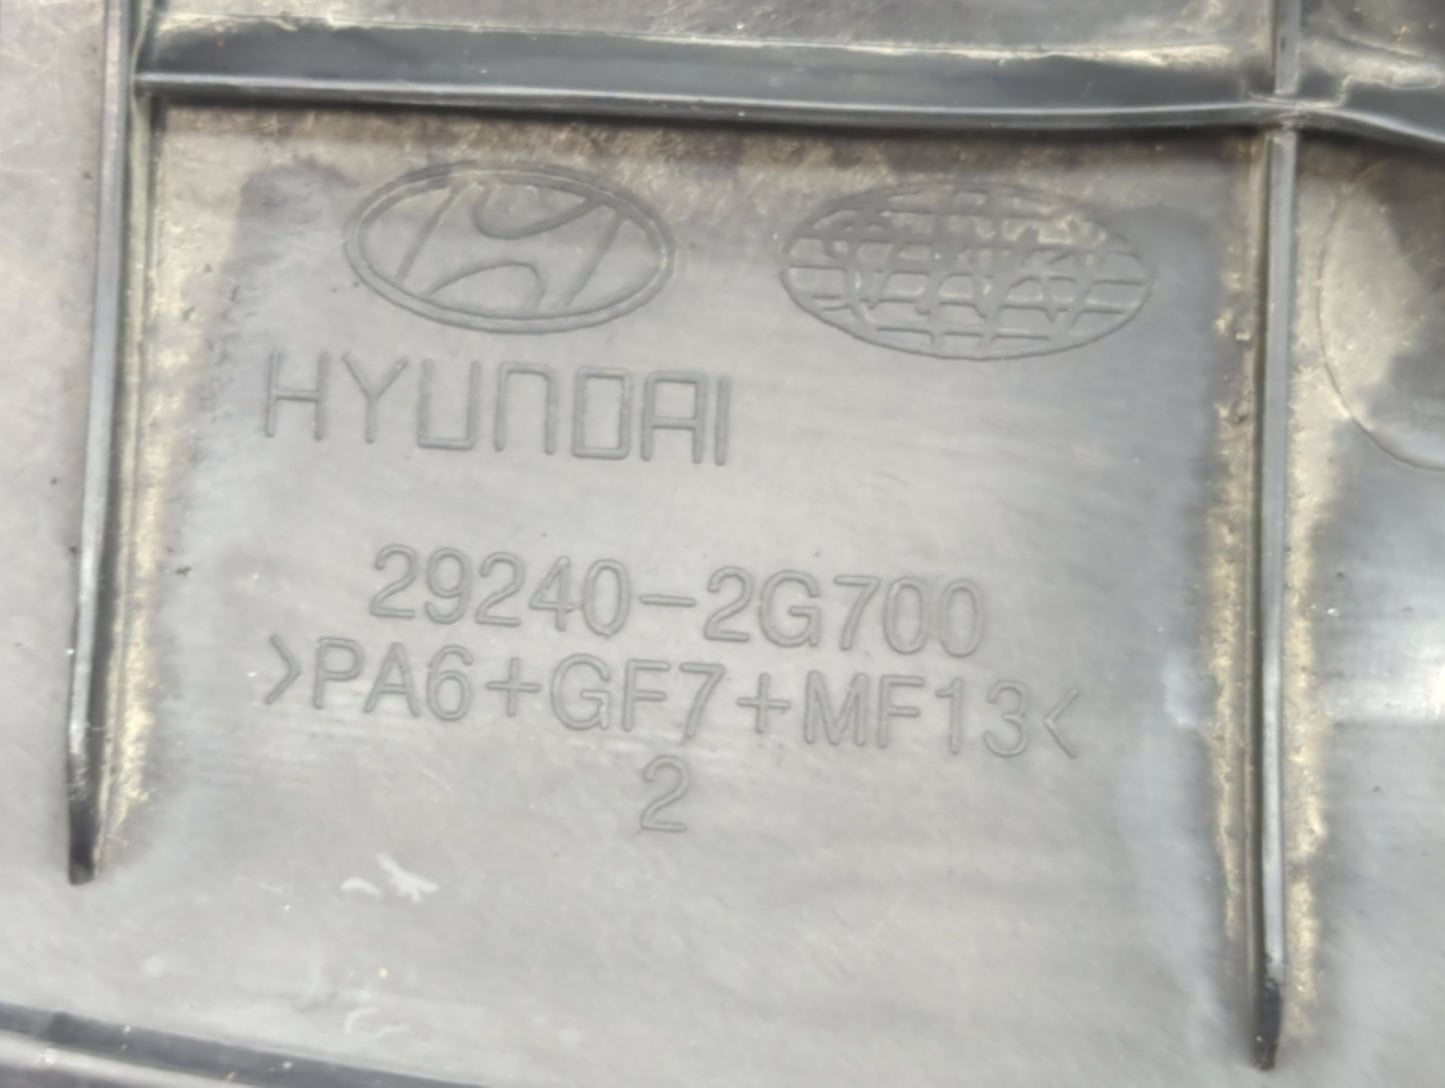 HYUNDAI
29240-2G700
>PA6+GF7+MF13<
2